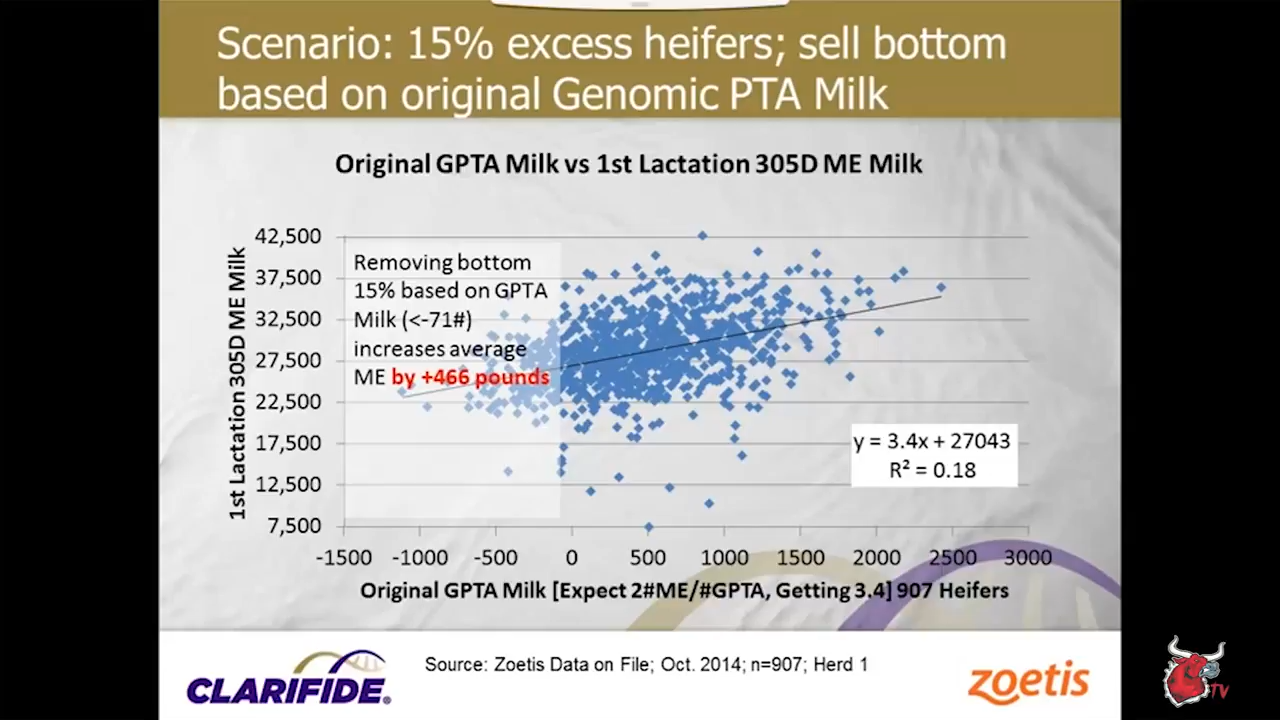 Scenario: 15% excess heifers; sell bottom
based on original Genomic PTA Milk
Original GPTA Milk vs 1st Lactation 305D ME Milk
1st Lactation 305D ME Milk
42,500
37,500
32,500
27,500
22,500
17,500
12,500
7,500
Removing bottom
15% based on GPTA
Milk (<-71#)
increases average
ME by +466 pounds
y = 3.4x + 27043
R² = 0.18
-1500 -1000 -500 0 500 1000 1500 2000 2500 3000
Original GPTA Milk [Expect 2#ME/#GPTA, Getting 3.4] 907 Heifers
Source: Zoetis Data on File; Oct. 2014; n=907; Herd 1
CLARIFIDE®
zoetis
TV